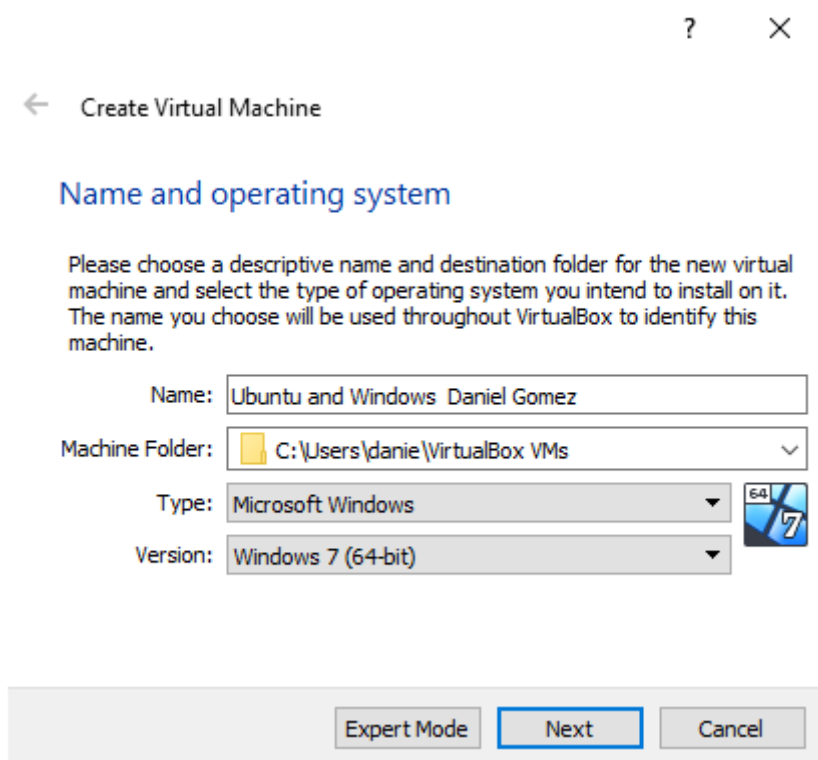 ?
← Create Virtual Machine
Name and operating system
Please choose a descriptive name and destination folder for the new virtual
machine and select the type of operating system you intend to install on it.
The name you choose will be used throughout VirtualBox to identify this
machine.
Name: Ubuntu and Windows  Daniel Gomez
Machine Folder: C:\Users\danie\VirtualBox VMs
Type: Microsoft Windows
64
7
Version: Windows 7 (64-bit)
Expert Mode Next Cancel